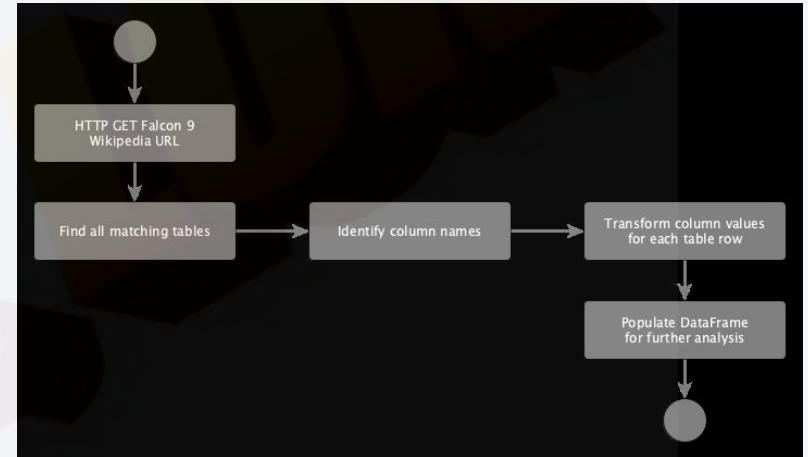 HTTP GET Falcon 9
Wikipedia URL
Find all matching tables
Identify column names
Transform column values
for each table row
Populate DataFrame
for further analysis